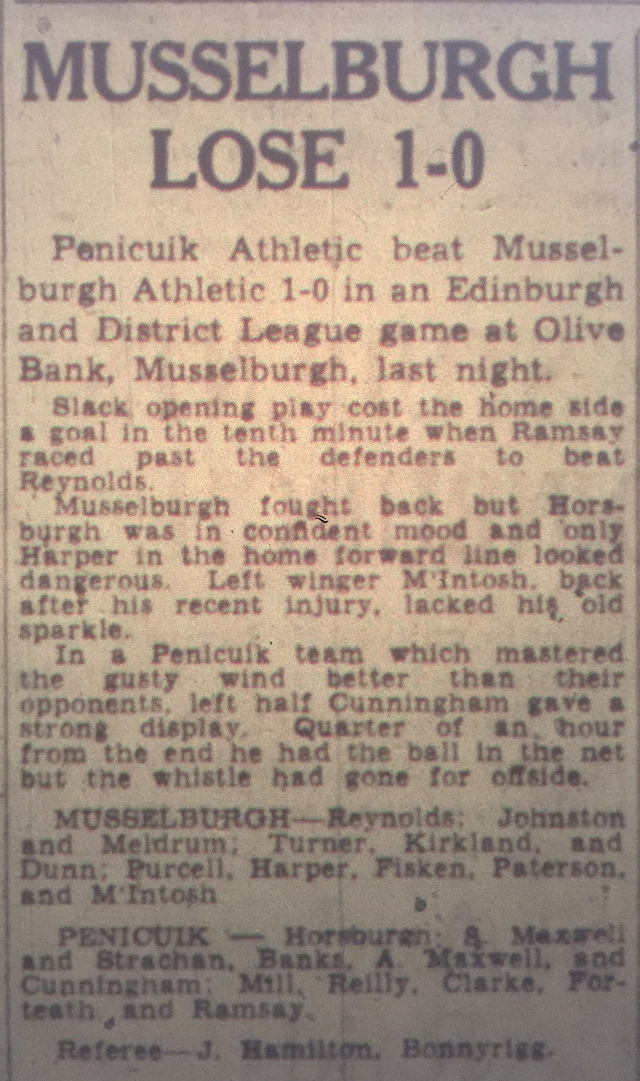 MUSSELBURGH
LOSE 1-0
Penicuik Athletic beat Mussel-
burgh Athletic 1-0 in an Edinburgh
and District League game at Olive
Bank, Musselburgh, last night.
Slack opening play cost the home side
a goal in the tenth minute when Ramsay
raced past the defenders to beat
Reynolds.
Musselburgh fought back but Hors-
burgh was in confident mood and only
Harper in the home forward line looked
dangerous. Left winger M'Intosh, back
after his recent injury, lacked his old
sparkle.
In a Penicuik team which mastered
the gusty wind better than their
opponents, left half Cunningham gave a
strong display. Quarter of an hour
from the end he had the ball in the net
but the whistle had gone for offside.
MUSSELBURGH—Reynolds; Johnston
and Meldrum; Turner, Kirkland, and
Dunn; Purcell, Harper, Fisken, Paterson,
and M'Intosh
PENICUIK — Horsburgh; S. Maxwell
and Strachan, Banks, A. Maxwell, and
Cunningham; Mill, Reilly, Clarke, For-
teath and Ramsay.
Referee—J. Hamilton, Bonnyrigg.